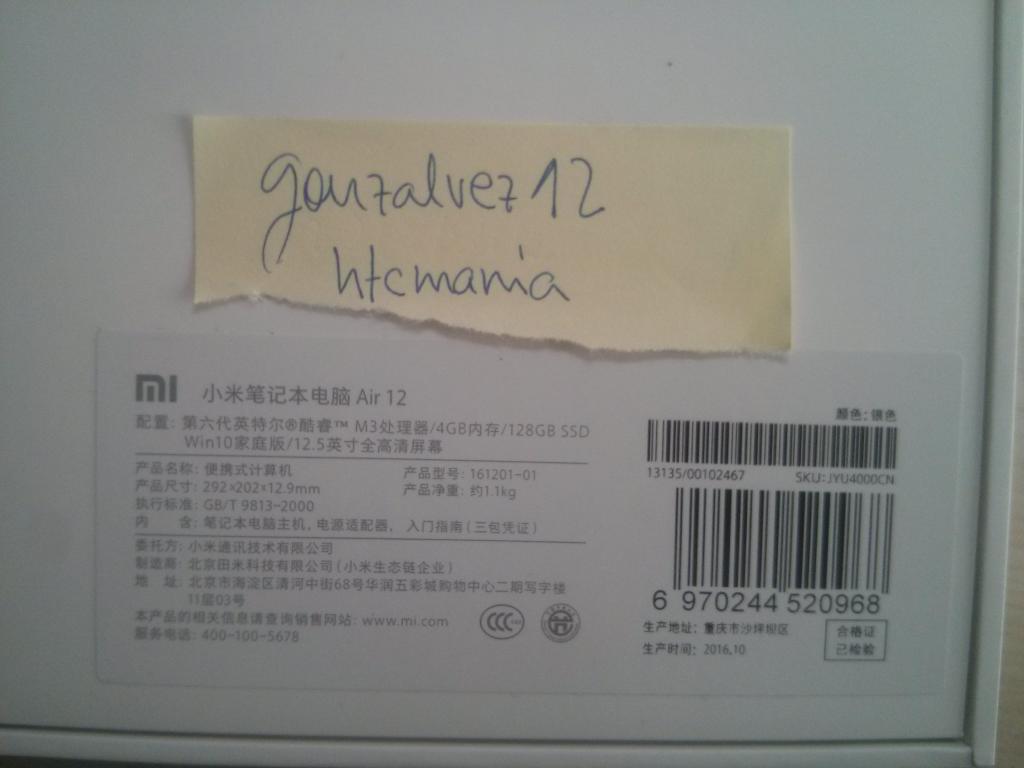 gonzalvez12
htcmania
mi 小米笔记本电脑 Air 12
配置: 第六代英特尔®酷睿™ M3处理器/4GB内存/128GB SSD
Win10家庭版/12.5英寸全高清屏幕
产品名称: 便携式计算机
产品型号: 161201-01
产品尺寸: 292×202×12.9mm
产品净重: 约1.1kg
执行标准: GB/T 9813-2000
内 含: 笔记本电脑主机, 电源适配器, 入门指南(三包凭证)
委托方: 小米通讯技术有限公司
制造商: 北京田米科技有限公司(小米生态链企业)
地 址: 北京市海淀区清河中街68号华润五彩城购物中心二期写字楼
11层03号
本产品的相关信息请查询销售网站: www.mi.com
服务电话: 400-100-5678
颜色: 银色
13135/00102467 SKU: JYU4000CN
6 970244 520968
生产地址: 重庆市沙坪坝区
生产时间: 2016.10
合格证
已检验